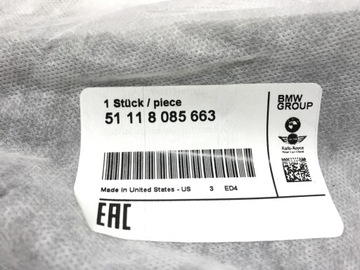 1 Stück / piece
51 11 8 085 663
Made in United States - US 3 ED4
EAC
BMW
GROUP
Rolls-Royce